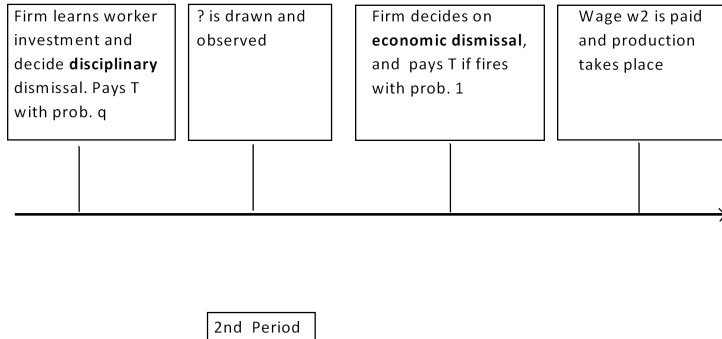 Firm learns worker
investment and
decide disciplinary
dismissal. Pays T
with prob. q
? is drawn and
observed
Firm decides on
economic dismissal,
and pays T if fires
with prob. 1
Wage w2 is paid
and production
takes place
2nd Period